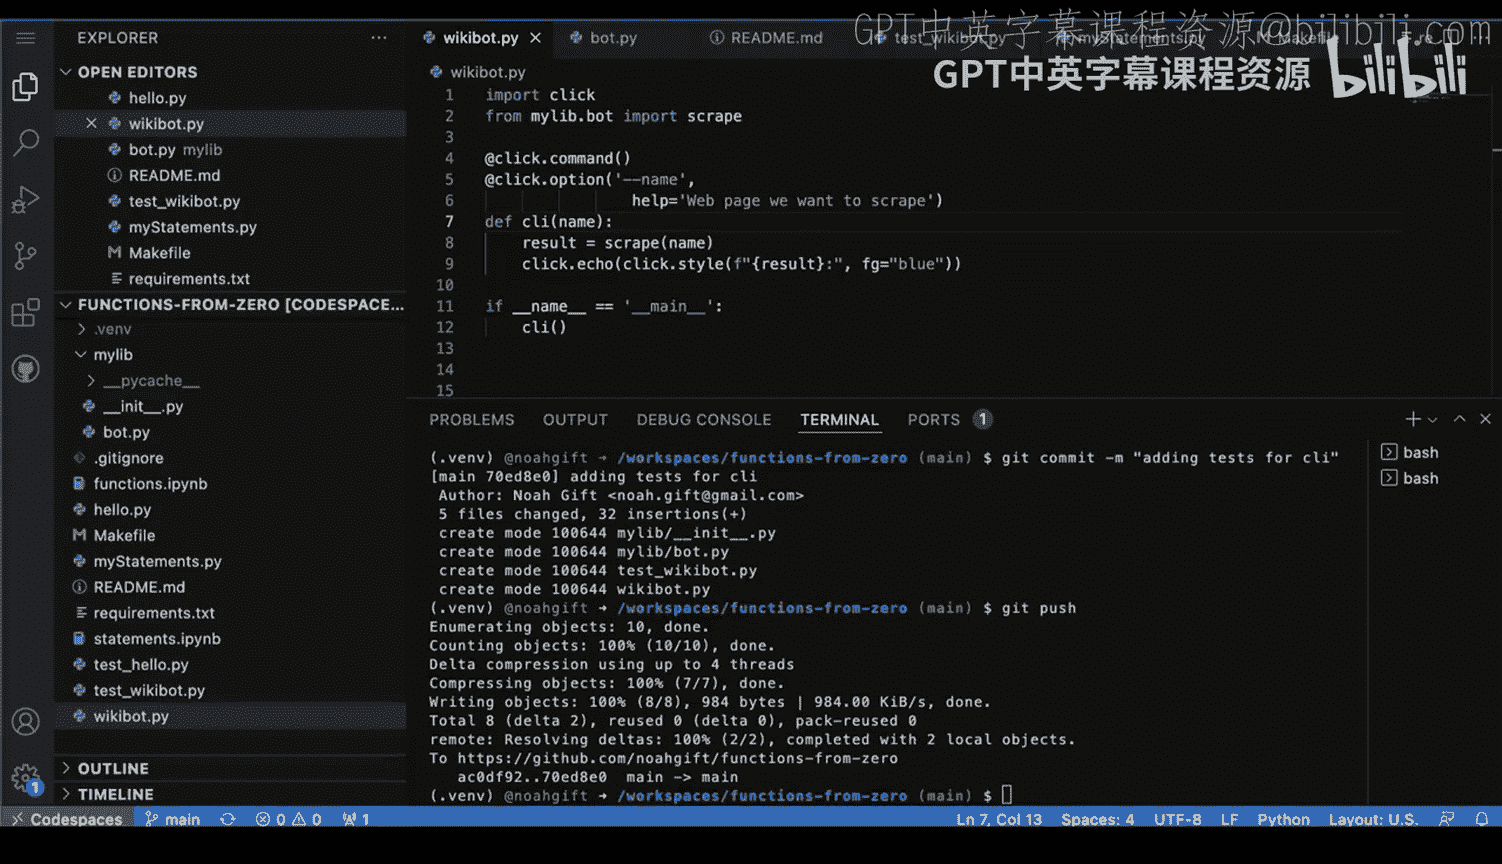 GPT中英字幕课程资源@bilibili.com
GPT中英字幕课程资源 bilibili
EXPLORER
OPEN EDITORS
hello.py
wikibot.py
bot.py mylib
README.md
test_wikibot.py
myStatements.py
Makefile
requirements.txt
FUNCTIONS-FROM-ZERO [CODESPACE...
.venv
mylib
__pycache__
__init__.py
bot.py
.gitignore
functions.ipynb
hello.py
Makefile
myStatements.py
README.md
requirements.txt
statements.ipynb
test_hello.py
test_wikibot.py
wikibot.py
OUTLINE
TIMELINE
wikibot.py bot.py README.md test_wikibot.py myStatements.py Makefile
wikibot.py
1 import click
2 from mylib.bot import scrape
3
4 @click.command()
5 @click.option('--name',
6 help='Web page we want to scrape')
7 def cli(name):
8 result = scrape(name)
9 click.echo(click.style(f"{result}:", fg="blue"))
10
11 if __name__ == '__main__':
12 cli()
13
14
15
PROBLEMS OUTPUT DEBUG CONSOLE TERMINAL PORTS 1
(.venv) @noahgift → /workspaces/functions-from-zero (main) $ git commit -m "adding tests for cli"
[main 70ed8e0] adding tests for cli
Author: Noah Gift <noah.gift@gmail.com>
5 files changed, 32 insertions(+)
create mode 100644 mylib/__init__.py
create mode 100644 mylib/bot.py
create mode 100644 test_wikibot.py
create mode 100644 wikibot.py
(.venv) @noahgift → /workspaces/functions-from-zero (main) $ git push
Enumerating objects: 10, done.
Counting objects: 100% (10/10), done.
Delta compression using up to 4 threads
Compressing objects: 100% (7/7), done.
Writing objects: 100% (8/8), 984 bytes | 984.00 KiB/s, done.
Total 8 (delta 2), reused 0 (delta 0), pack-reused 0
remote: Resolving deltas: 100% (2/2), completed with 2 local objects.
To https://github.com/noahgift/functions-from-zero
ac0df92..70ed8e0 main -> main
(.venv) @noahgift → /workspaces/functions-from-zero (main) $
bash
bash
1
Codespaces main 0 0 1 Ln 7, Col 13 Spaces: 4 UTF-8 LF Python Layout: U.S.